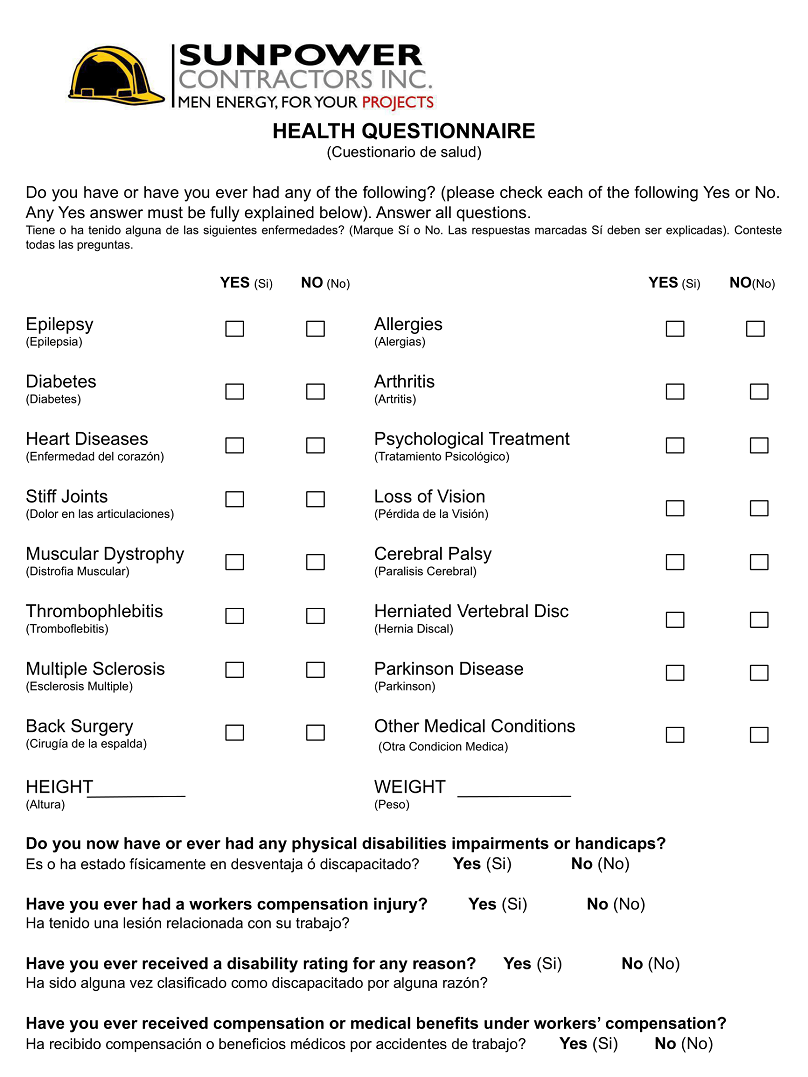 SUNPOWER
CONTRACTORS INC.
MEN ENERGY, FOR YOUR PROJECTS
HEALTH QUESTIONNAIRE
(Cuestionario de salud)
Do you have or have you ever had any of the following? (please check each of the following Yes or No.
Any Yes answer must be fully explained below). Answer all questions.
Tiene o ha tenido alguna de las siguientes enfermedades? (Marque Sí o No. Las respuestas marcadas Sí deben ser explicadas). Conteste
todas las preguntas.
YES (Si) NO (No) YES (Si) NO(No)
Epilepsy Allergies
(Epilepsia) (Alergias)
Diabetes Arthritis
(Diabetes) (Artritis)
Heart Diseases Psychological Treatment
(Enfermedad del corazón) (Tratamiento Psicológico)
Stiff Joints Loss of Vision
(Dolor en las articulaciones) (Pérdida de la Visión)
Muscular Dystrophy Cerebral Palsy
(Distrofia Muscular) (Paralisis Cerebral)
Thrombophlebitis Herniated Vertebral Disc
(Tromboflebitis) (Hernia Discal)
Multiple Sclerosis Parkinson Disease
(Esclerosis Multiple) (Parkinson)
Back Surgery Other Medical Conditions
(Cirugía de la espalda) (Otra Condicion Medica)
HEIGHT__________ WEIGHT ____________
(Altura) (Peso)
Do you now have or ever had any physical disabilities impairments or handicaps?
Es o ha estado físicamente en desventaja ó discapacitado? Yes (Si) No (No)
Have you ever had a workers compensation injury? Yes (Si) No (No)
Ha tenido una lesión relacionada con su trabajo?
Have you ever received a disability rating for any reason? Yes (Si) No (No)
Ha sido alguna vez clasificado como discapacitado por alguna razón?
Have you ever received compensation or medical benefits under workers' compensation?
Ha recibido compensación o beneficios médicos por accidentes de trabajo? Yes (Si) No (No)